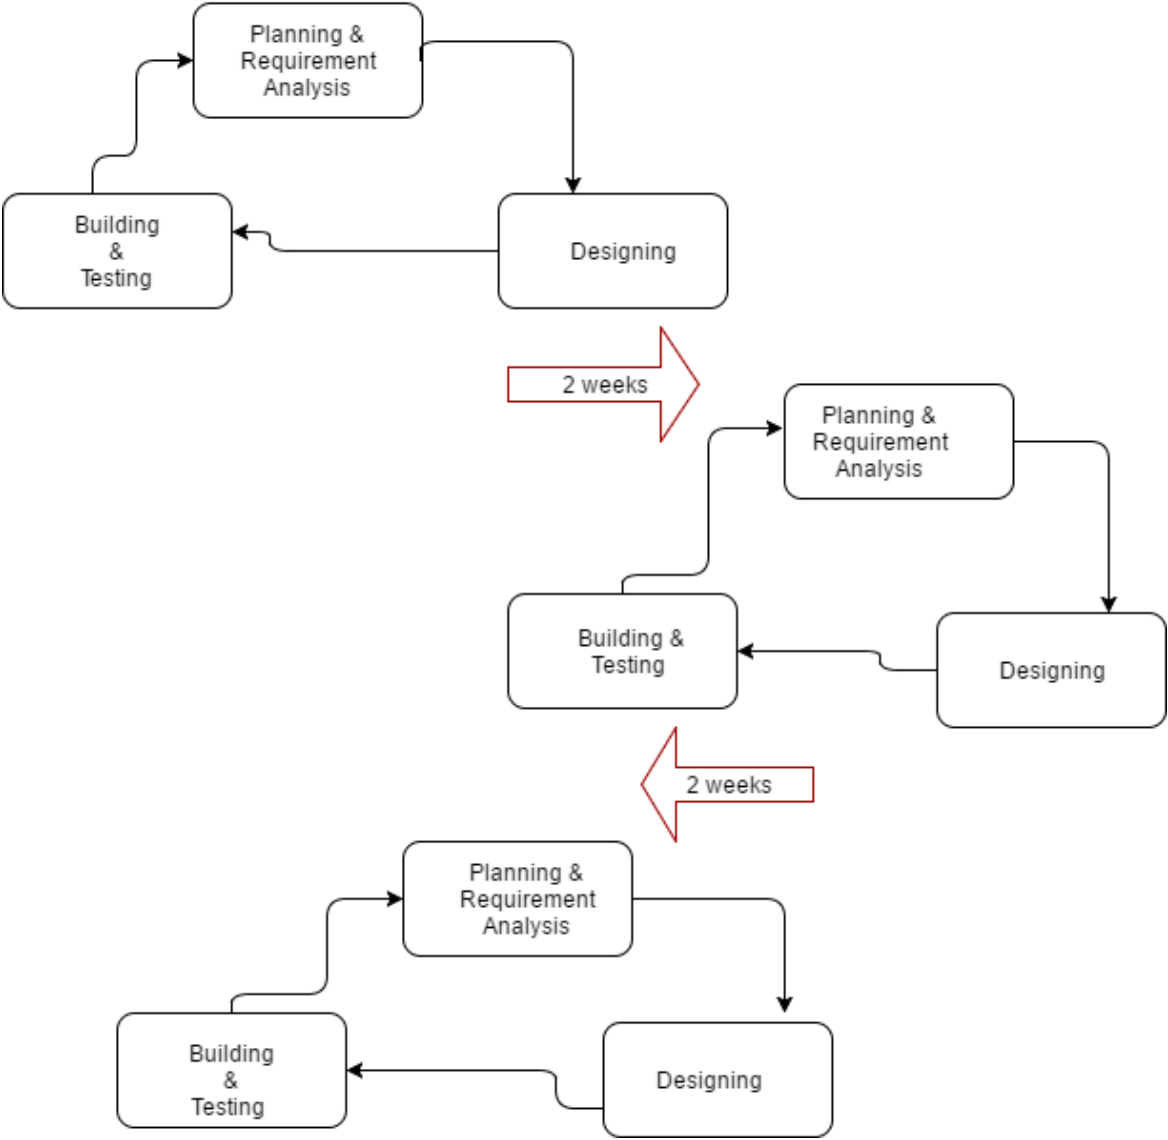 Planning &
Requirement
Analysis
Building
&
Testing
Designing
2 weeks
Planning &
Requirement
Analysis
Building &
Testing
Designing
2 weeks
Planning &
Requirement
Analysis
Building
&
Testing
Designing